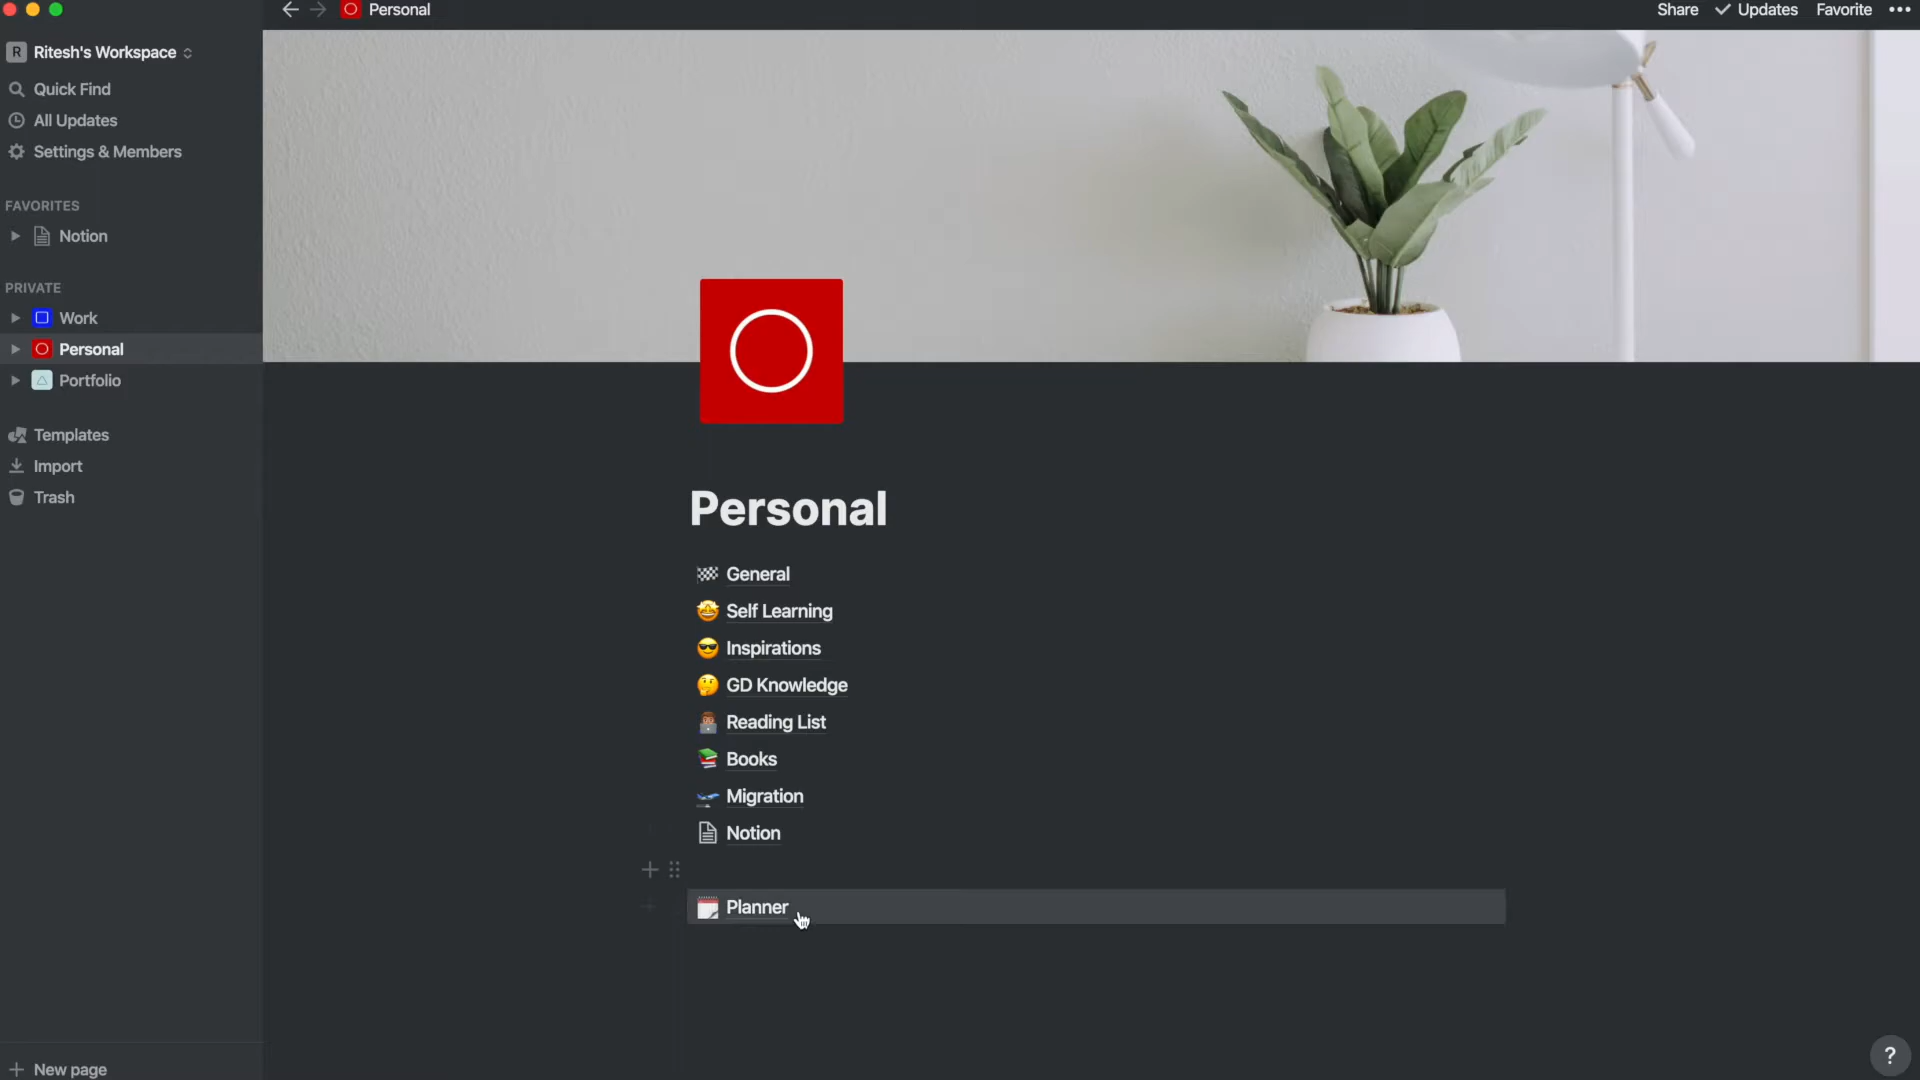 Personal
Share
Updates
Favorite
R
Ritesh's Workspace
Quick Find
All Updates
Settings & Members
FAVORITES
Notion
PRIVATE
Work
Personal
Portfolio
Templates
Import
Trash
New page
Personal
General
Self Learning
Inspirations
GD Knowledge
Reading List
Books
Migration
Notion
Planner
?